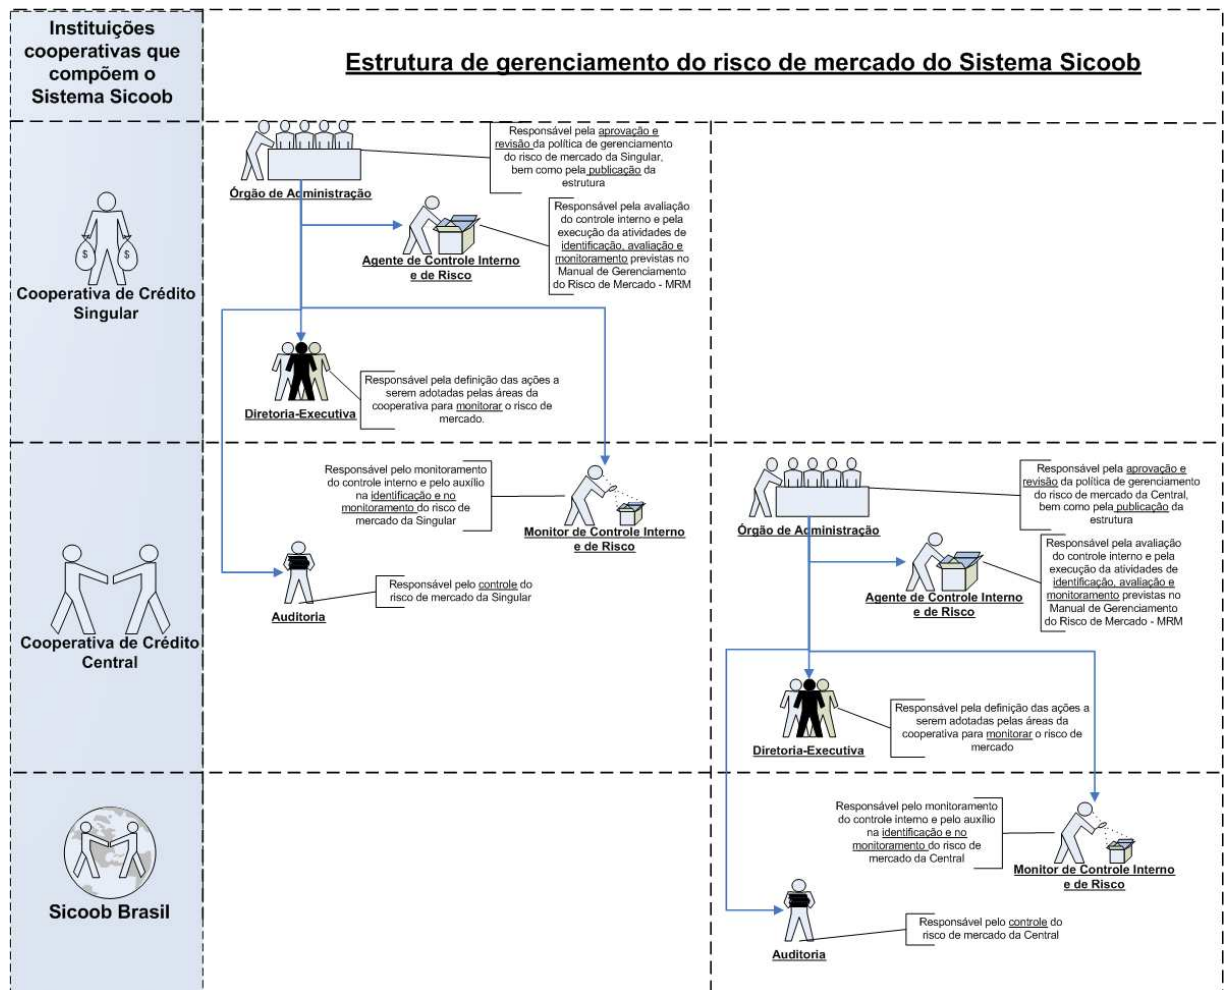 Instituições
cooperativas que
compõem o
Sistema Sicoob
Estrutura de gerenciamento do risco de mercado do Sistema Sicoob
Responsável pela aprovação e
revisão da política de gerenciamento
do risco de mercado da Singular,
bem como pela publicação da
estrutura
Órgão de Administração
Responsável pela avaliação
do controle interno e pela
execução da atividades de
identificação, avaliação e
monitoramento previstas no
Manual de Gerenciamento
do Risco de Mercado - MRM
Agente de Controle Interno
e de Risco
$ $
Cooperativa de Crédito
Singular
Responsável pela definição das ações a
serem adotadas pelas áreas da
cooperativa para monitorar o risco de
mercado.
Diretoria-Executiva
Responsável pelo monitoramento
do controle interno e pelo auxílio
na identificação e no
monitoramento do risco de
mercado da Singular
Monitor de Controle Interno
e de Risco
Responsável pelo controle do
risco de mercado da Singular
Auditoria
Cooperativa de Crédito
Central
Responsável pela aprovação e
revisão da política de gerenciamento
do risco de mercado da Central,
bem como pela publicação da
estrutura
Órgão de Administração
Responsável pela avaliação
do controle interno e pela
execução da atividades de
identificação, avaliação e
monitoramento previstas no
Manual de Gerenciamento
do Risco de Mercado - MRM
Agente de Controle Interno
e de Risco
Responsável pela definição das ações a
serem adotadas pelas áreas da
cooperativa para monitorar o risco de
mercado
Diretoria-Executiva
Responsável pelo monitoramento
do controle interno e pelo auxílio
na identificação e no
monitoramento do risco de
mercado da Central
Monitor de Controle Interno
e de Risco
Sicoob Brasil
Responsável pelo controle do
risco de mercado da Central
Auditoria